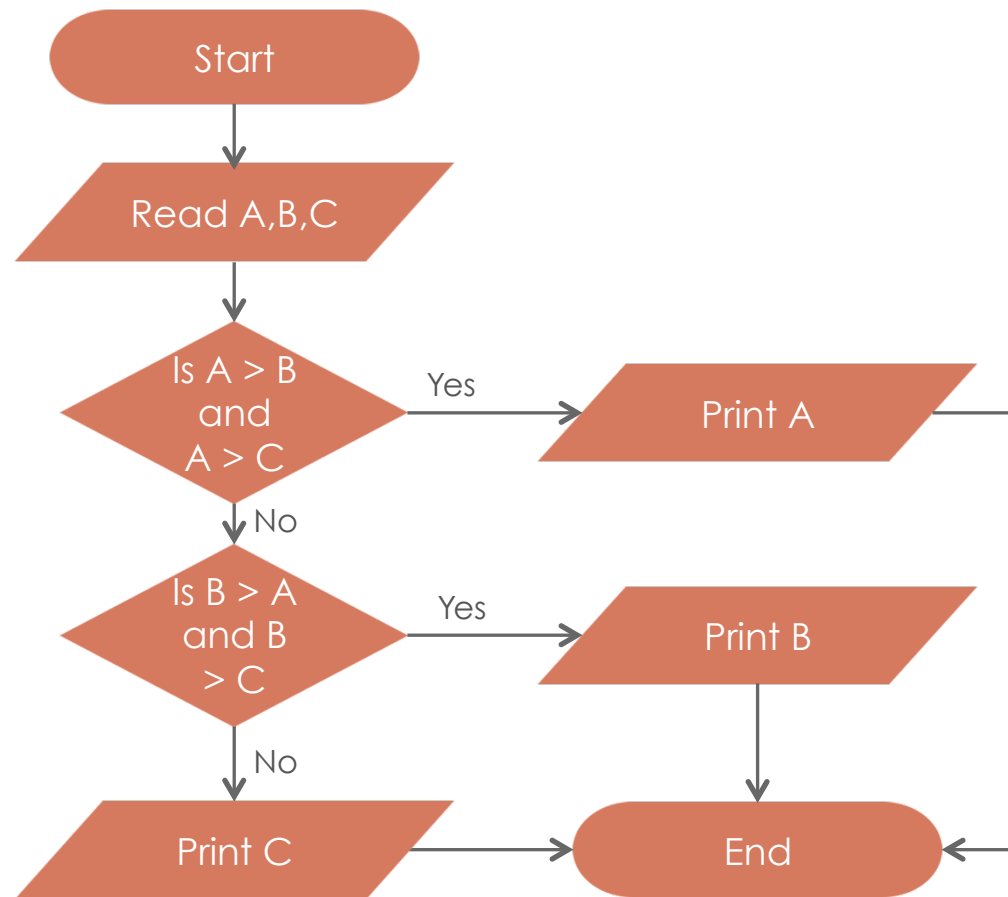 Start
Read A,B,C
Is A > B
and
A > C
Yes
Print A
No
Is B > A
and B
> C
Yes
Print B
No
Print C
End